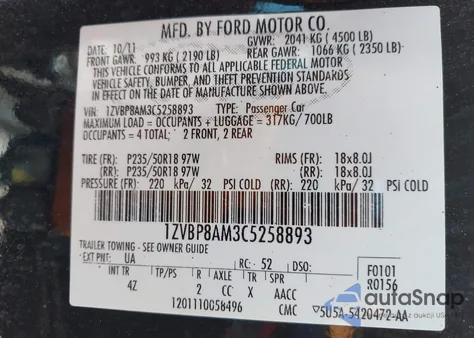 MFD. BY FORD MOTOR CO.
DATE: 10/11 GVWR: 2041 KG ( 4500 LB)
FRONT GAWR: 993 KG ( 2190 LB) REAR GAWR: 1066 KG ( 2350 LB)
THIS VEHICLE CONFORMS TO ALL APPLICABLE FEDERAL MOTOR
VEHICLE SAFETY, BUMPER, AND THEFT PREVENTION STANDARDS
IN EFFECT ON THE DATE OF MANUFACTURE SHOWN ABOVE.
VIN: 1ZVBP8AM3C5258893 TYPE: Passenger Car
MAXIMUM LOAD = OCCUPANTS + LUGGAGE = 317KG / 700LB
OCCUPANTS = 4 TOTAL: 2 FRONT, 2 REAR
TIRE (FR): P235/50R18 97W RIMS (FR): 18x8.0J
(RR): P235/50R18 97W (RR): 18x8.0J
PRESSURE (FR): 220 kPa/ 32 PSI COLD (RR): 220 kPa/ 32 PSI COLD
1ZVBP8AM3C5258893
TRAILER TOWING - SEE OWNER GUIDE
EXT PNT: UA RC: 52 DSO: F0101
INT TR TP/PS R AXLE TR SPR R0156
4Z 2 CC X AACC
1201110058496 CMC 5U5A-5420472-AA
autoSnap
www.autosnap.us